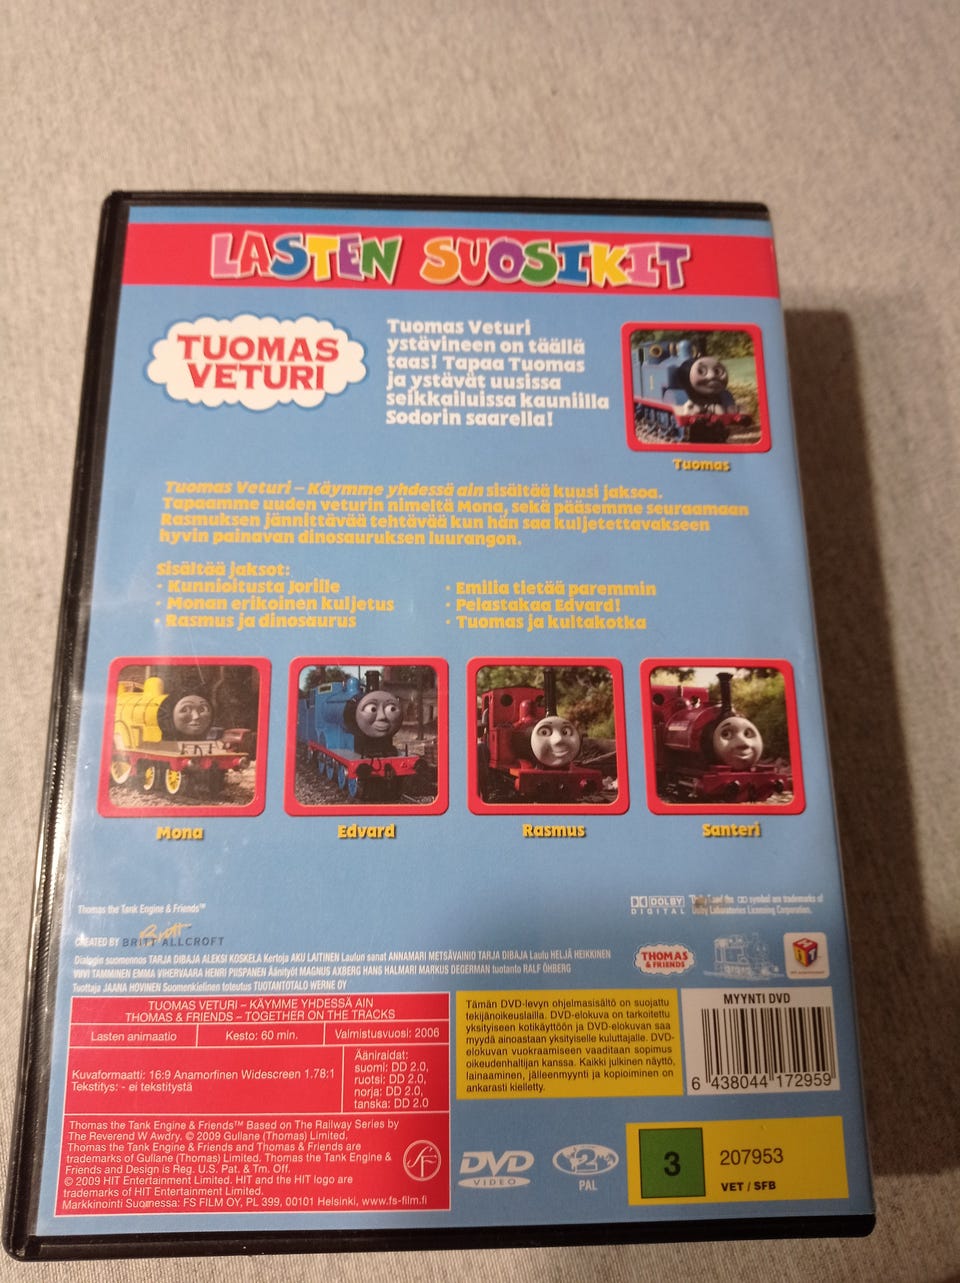 LASTEN SUOSIKIT
TUOMAS
VETURI
Tuomas Veturi
ystävineen on täällä
taas! Tapaa Tuomas
ja ystävät uusissa
seikkailuissa kauniilla
Sodorin saarella!
Tuomas
Tuomas Veturi – Käymme yhdessä ain sisältää kuusi jaksoa.
Tapaamme uuden veturin nimeltä Mona, sekä pääsemme seuraamaan
Rasmuksen jännittävää tehtävää kun hän saa kuljetettavakseen
hyvin painavan dinosauruksen luurangon.
Sisältää jaksot:
• Kunnioitusta Jorille
• Monan erikoinen kuljetus
• Rasmus ja dinosaurus
• Emilia tietää paremmin
• Pelastakaa Edvard!
• Tuomas ja kultakotka
Mona
Edvard
Rasmus
Santeri
Thomas the Tank Engine & Friends™
CREATED BY BRITT ALLCROFT
DOLBY
DIGITAL
and the symbol are trademarks of
Dolby Laboratories Licensing Corporation.
Dialogin suomennos TARJA DIBAJA ALEKSI KOSKELA Kertoja AKU LAITINEN Laulun sanat ANNAMARI METSÄVAINIO TARJA DIBAJA Laulu HELJÄ HEIKKINEN
VIIVI TAMMINEN EMMA VIHERVAARA HENRI PIISPANEN Äänityöt MAGNUS AXBERG HANS HALMARI MARKUS DEGERMAN tuotanto RALF ÖHBERG
Tuottaja JAANA HOVINEN Suomenkielinen toteutus TUOTANTOTALO WERNE OY
THOMAS
& FRIENDS
TUOMAS VETURI – KÄYMME YHDESSÄ AIN
THOMAS & FRIENDS – TOGETHER ON THE TRACKS
Lasten animaatio
Kesto: 60 min.
Valmistusvuosi: 2006
Kuvaformaatti: 16:9 Anamorfinen Widescreen 1.78:1
Tekstitys: - ei tekstitystä
Ääniraidat:
suomi: DD 2.0,
ruotsi: DD 2.0,
norja: DD 2.0,
tanska: DD 2.0
Thomas the Tank Engine & Friends™ Based on The Railway Series by
The Reverend W Awdry. © 2009 Gullane (Thomas) Limited.
Thomas the Tank Engine & Friends and Thomas & Friends are
trademarks of Gullane (Thomas) Limited. Thomas the Tank Engine &
Friends and Design is Reg. U.S. Pat. & Tm. Off.
© 2009 HIT Entertainment Limited. HIT and the HIT logo are
trademarks of HIT Entertainment Limited.
Markkinointi Suomessa: FS FILM OY, PL 399, 00101 Helsinki, www.fs-film.fi
SF
Tämän DVD-levyn ohjelmasisältö on suojattu
tekijänoikeuslailla. DVD-elokuva on tarkoitettu
yksityiseen kotikäyttöön ja DVD-elokuvan saa
myydä ainoastaan yksityiselle kuluttajalle. DVD-
elokuvan vuokraamiseen vaaditaan sopimus
oikeudenhaltijan kanssa. Kaikki julkinen näyttö,
lainaaminen, jälleenmyynti ja kopioiminen on
ankarasti kielletty.
MYYNTI DVD
6 438044 172959
DVD
VIDEO
2
PAL
3
207953
VET / SFB